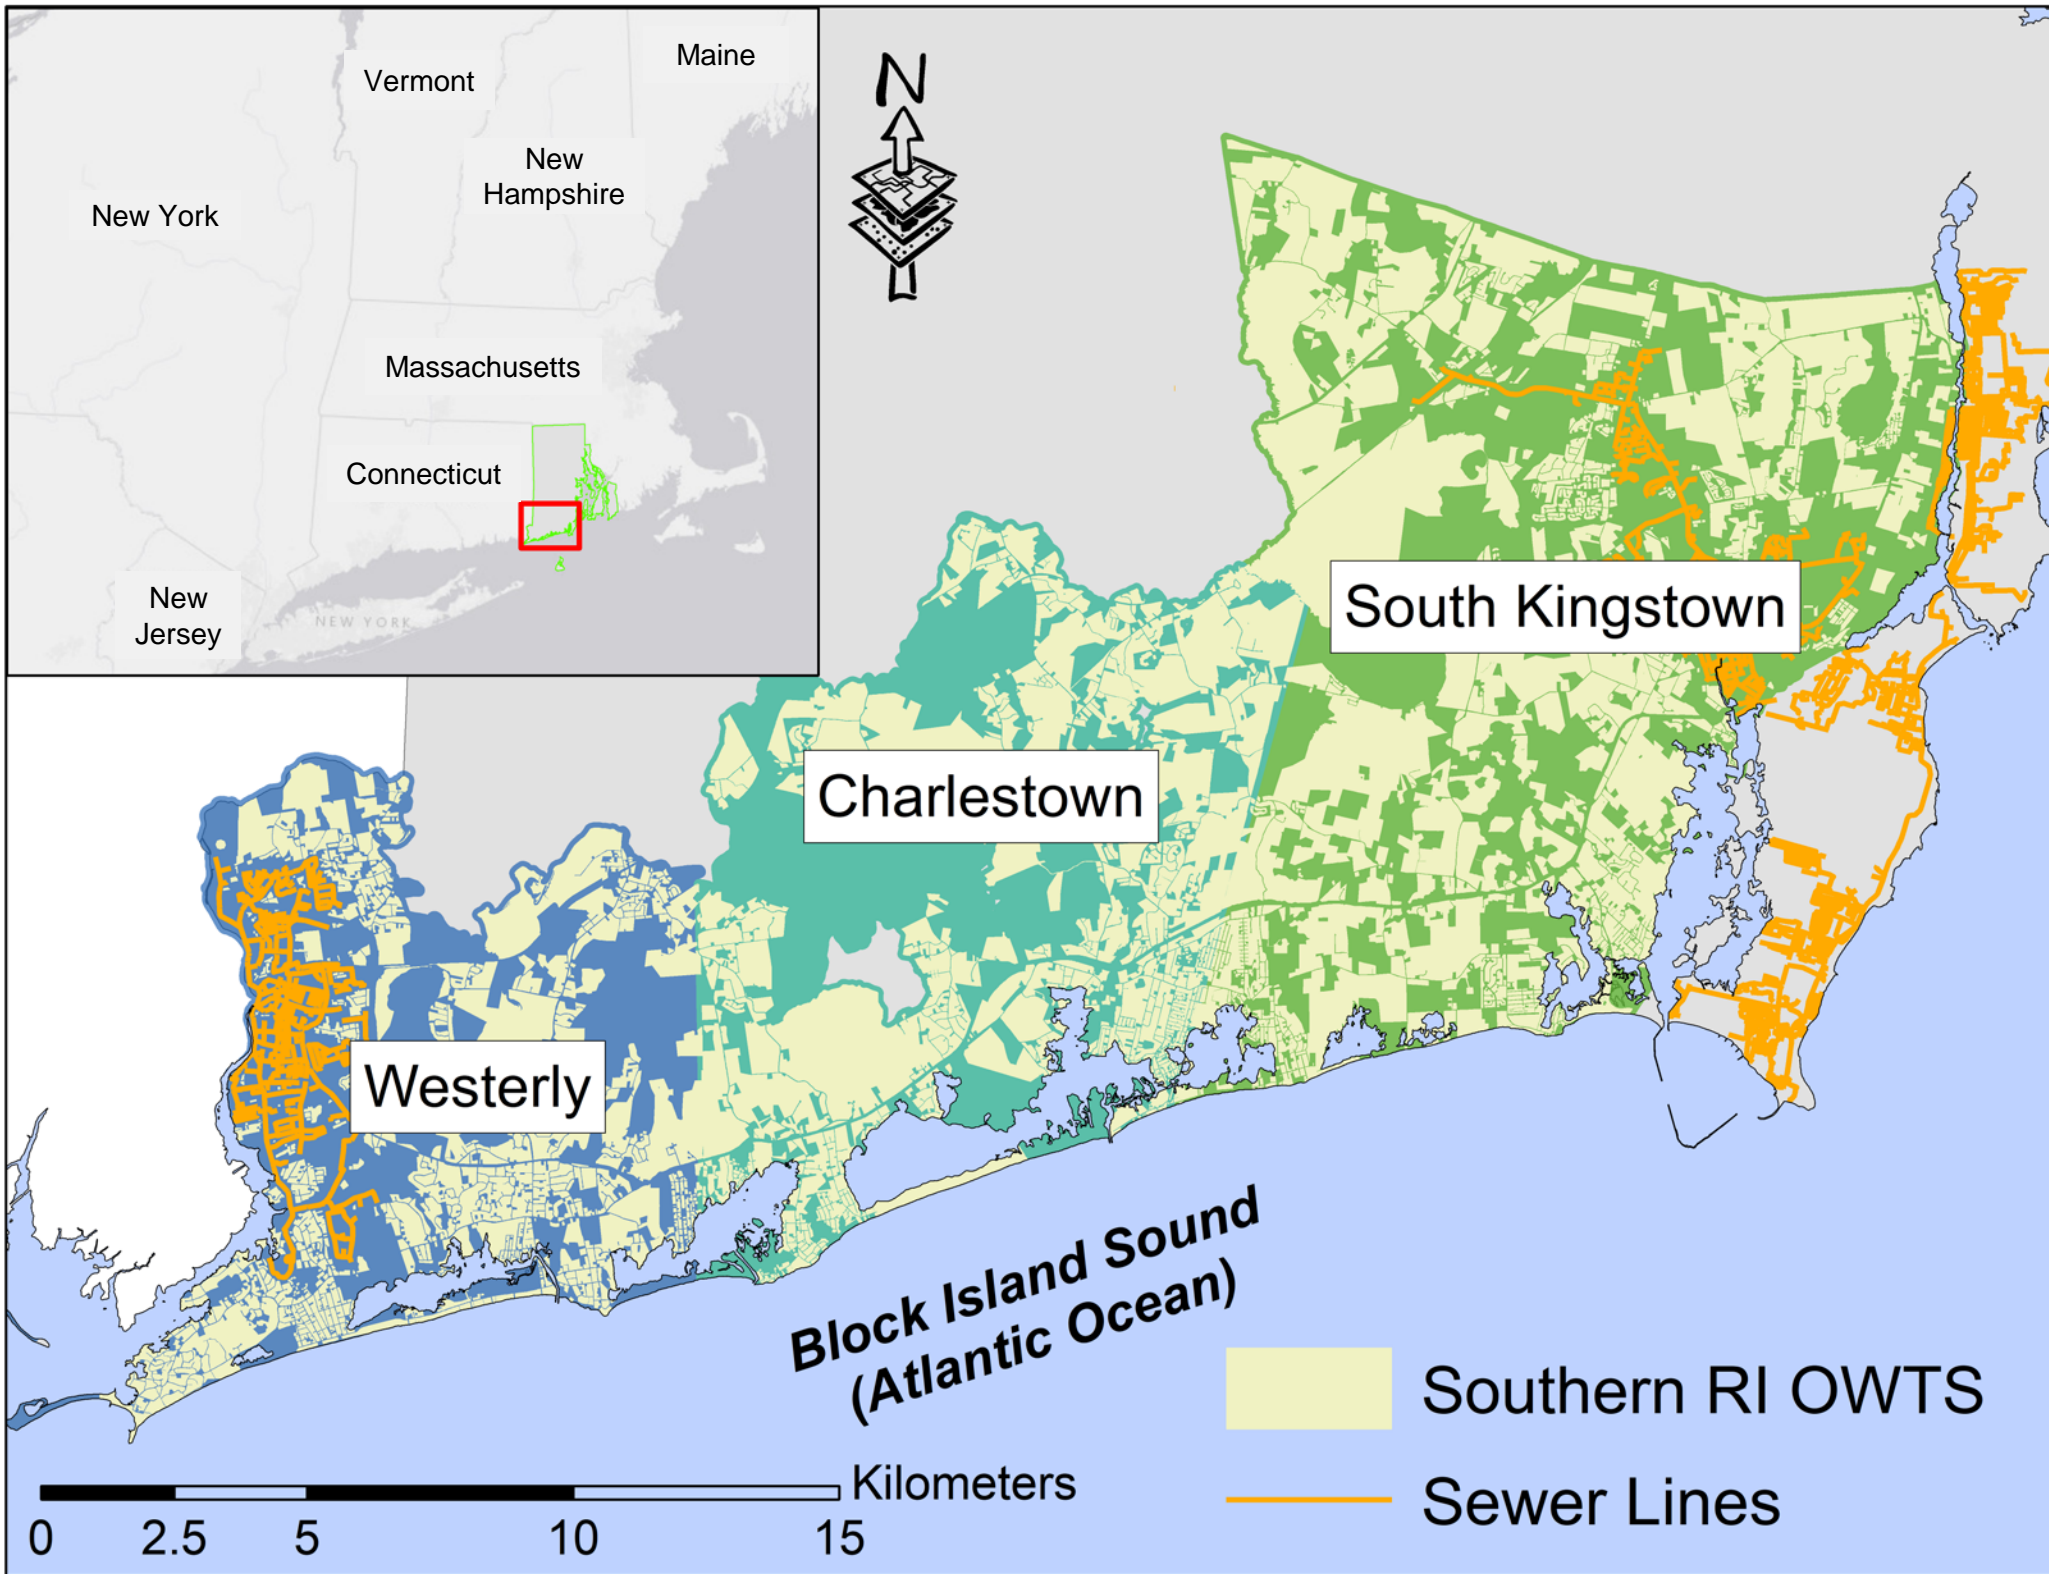 Maine
Vermont
New
Hampshire
New York
Massachusetts
Connecticut
New
Jersey
NEW YORK
N
South Kingstown
Charlestown
Westerly
Block Island Sound
(Atlantic Ocean)
Southern RI OWTS
Sewer Lines
Kilometers
0 2.5 5 10 15